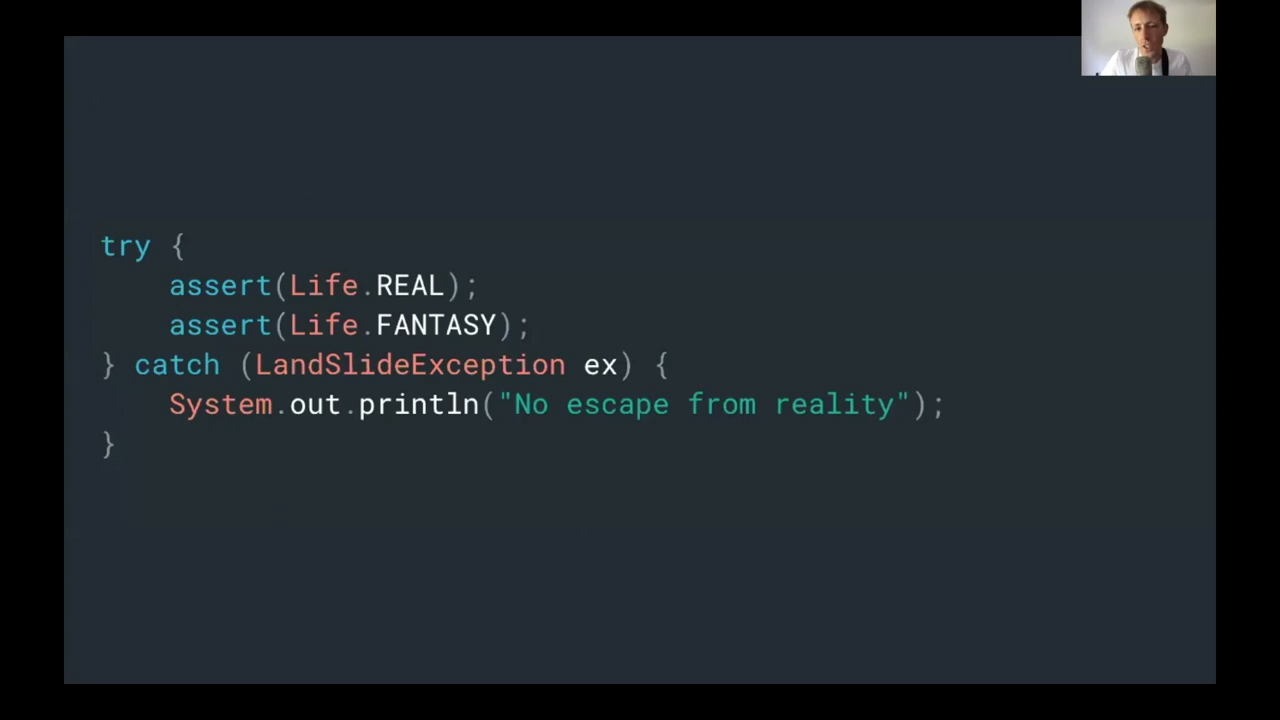 try {
    assert(Life.REAL);
    assert(Life.FANTASY);
} catch (LandSlideException ex) {
    System.out.println("No escape from reality");
}